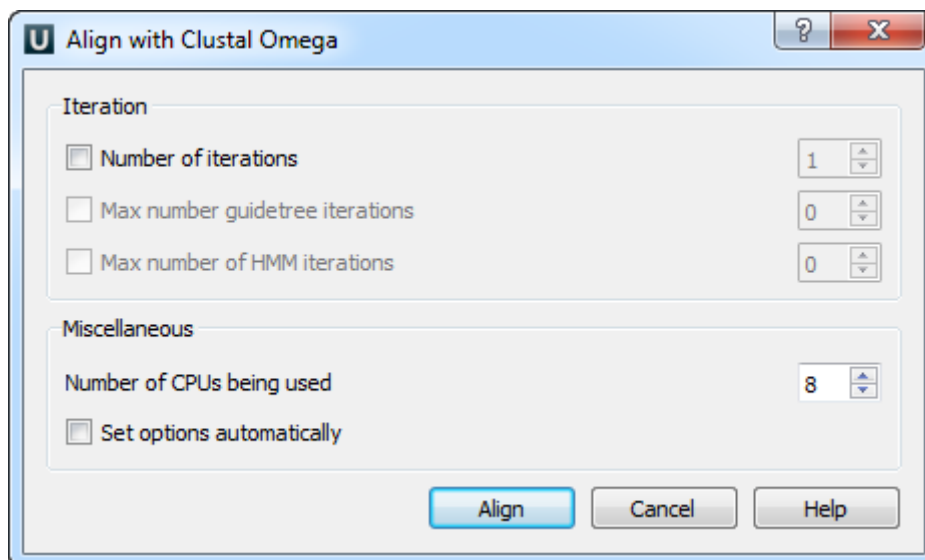 U Align with Clustal Omega ? X
Iteration
Number of iterations 1
Max number guidetree iterations 0
Max number of HMM iterations 0
Miscellaneous
Number of CPUs being used 8
Set options automatically
Align Cancel Help